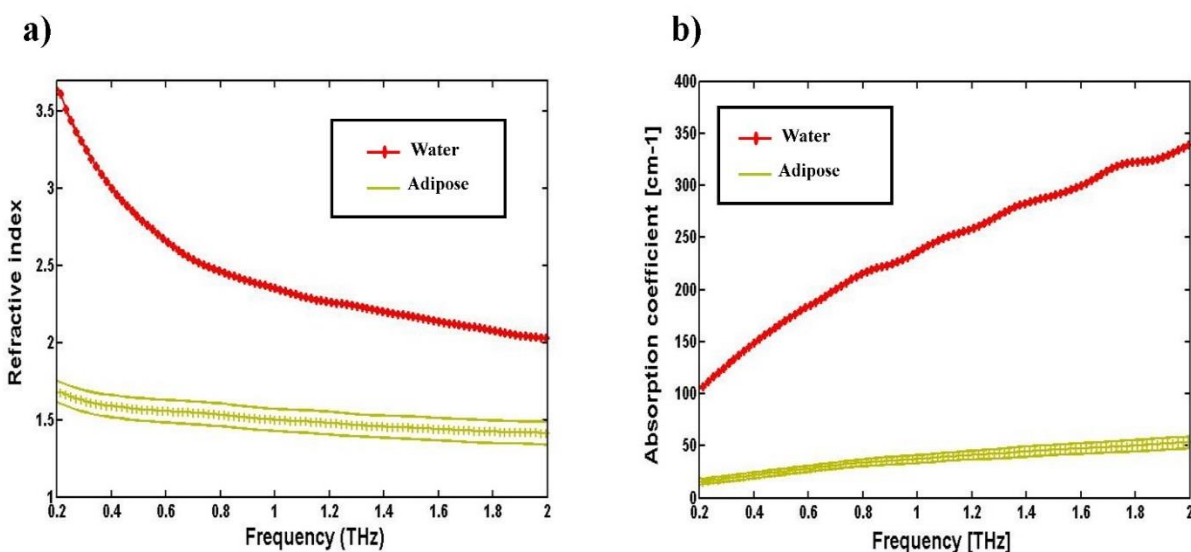 a)
Refractive index
3.5
3
2.5
2
1.5
1
Water
Adipose
0.2 0.4 0.6 0.8 1 1.2 1.4 1.6 1.8 2
Frequency (THz)
b)
Absorption coefficient [cm-1]
400
350
300
250
200
150
100
50
0
Water
Adipose
0.2 0.4 0.6 0.8 1 1.2 1.4 1.6 1.8 2
Frequency [THz]